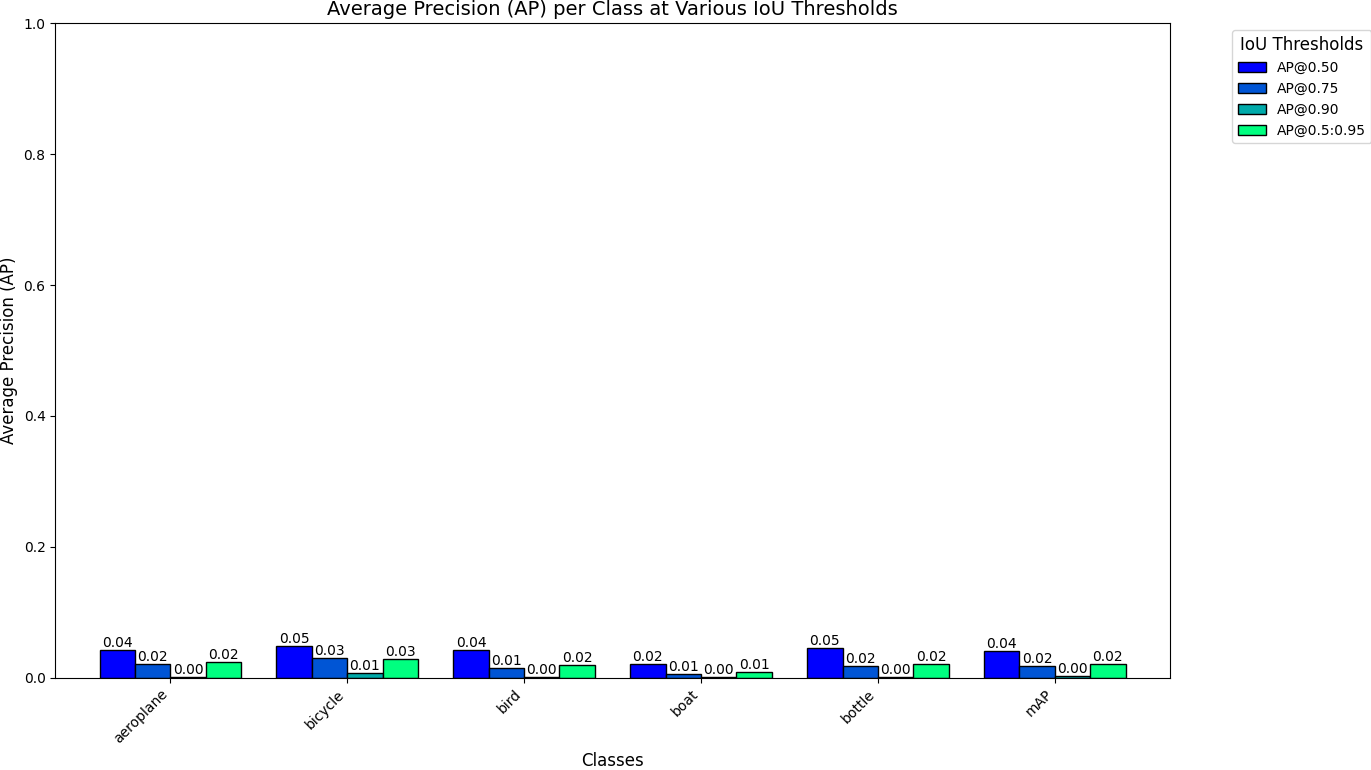 Average Precision (AP) per Class at Various IoU Thresholds
IoU Thresholds
AP@0.50
AP@0.75
AP@0.90
AP@0.5:0.95
Average Precision (AP)
1.0
0.8
0.6
0.4
0.2
0.0
0.04 0.02 0.00 0.02
0.05 0.03 0.01 0.03
0.04 0.01 0.00 0.02
0.02 0.01 0.00 0.01
0.05 0.02 0.00 0.02
0.04 0.02 0.00 0.02
aeroplane
bicycle
bird
boat
bottle
mAP
Classes